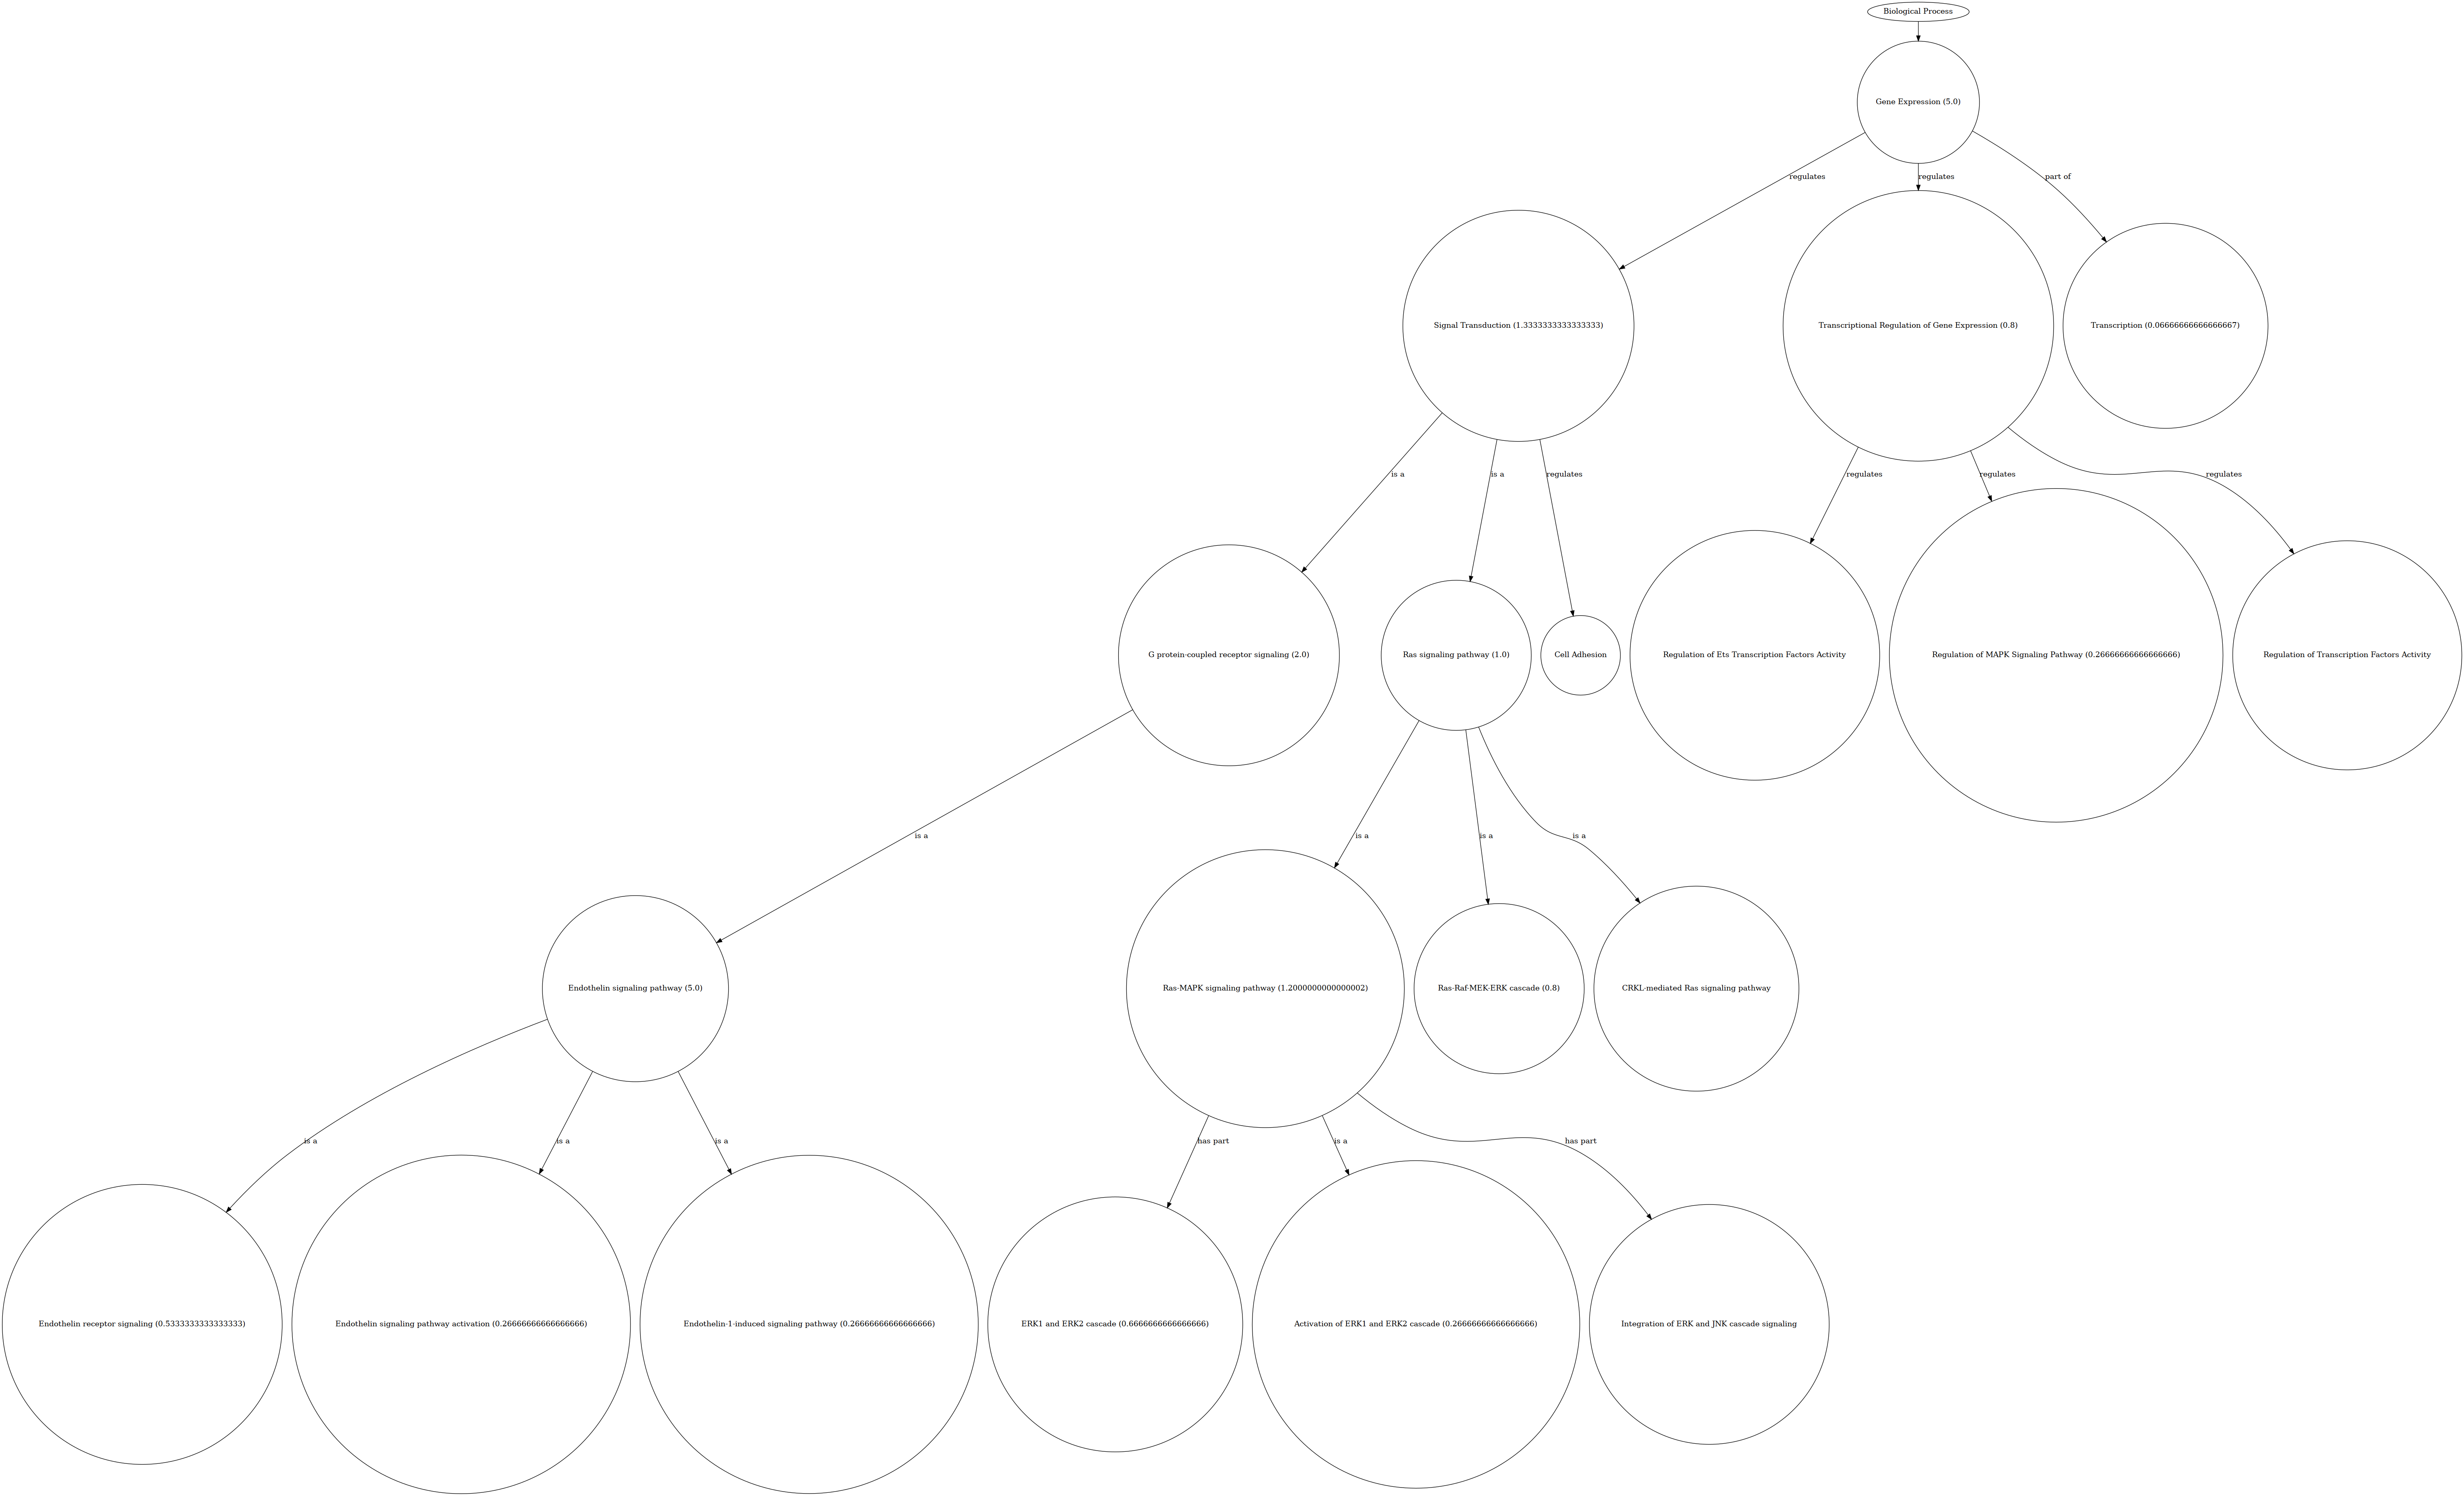 Biological Process
Gene Expression (5.0)
regulates
regulates
part of
Signal Transduction (1.3333333333333333)
Transcriptional Regulation of Gene Expression (0.8)
Transcription (0.06666666666666667)
is a
is a
regulates
regulates
regulates
regulates
G protein-coupled receptor signaling (2.0)
Ras signaling pathway (1.0)
Cell Adhesion
Regulation of Ets Transcription Factors Activity
Regulation of MAPK Signaling Pathway (0.26666666666666666)
Regulation of Transcription Factors Activity
is a
is a
is a
is a
Endothelin signaling pathway (5.0)
Ras-MAPK signaling pathway (1.2000000000000002)
Ras-Raf-MEK-ERK cascade (0.8)
CRKL-mediated Ras signaling pathway
is a
is a
is a
has part
is a
has part
Endothelin receptor signaling (0.5333333333333333)
Endothelin signaling pathway activation (0.26666666666666666)
Endothelin-1-induced signaling pathway (0.26666666666666666)
ERK1 and ERK2 cascade (0.6666666666666666)
Activation of ERK1 and ERK2 cascade (0.26666666666666666)
Integration of ERK and JNK cascade signaling